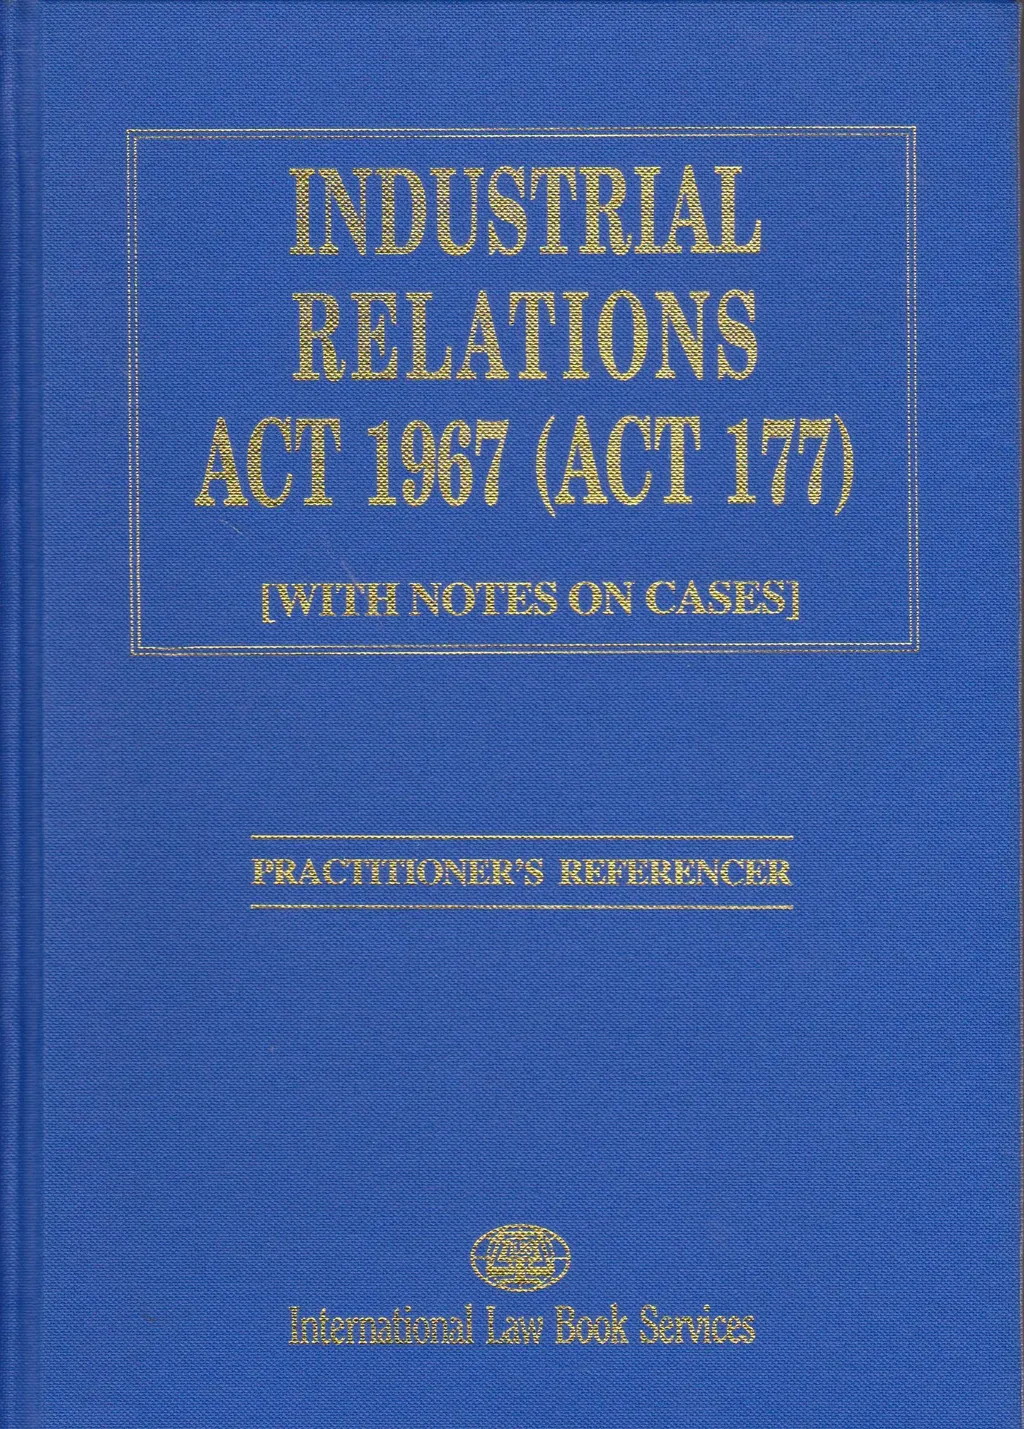 INDUSTRIAL
RELATIONS
ACT 1967 (ACT 177)
[WITH NOTES ON CASES]
PRACTITIONER'S REFERENCER
International Law Book Services